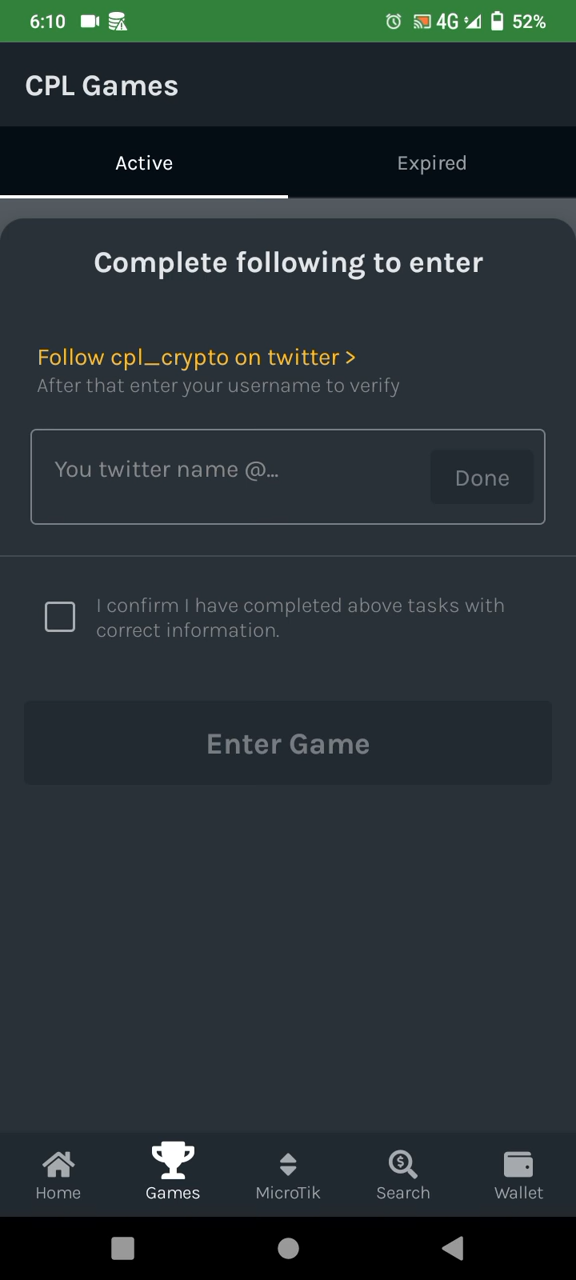 6:10 4G 52%
CPL Games
Active Expired
Complete following to enter
Follow cpl_crypto on twitter >
After that enter your username to verify
You twitter name @...
Done
I confirm I have completed above tasks with
correct information.
Enter Game
Home Games MicroTik Search Wallet